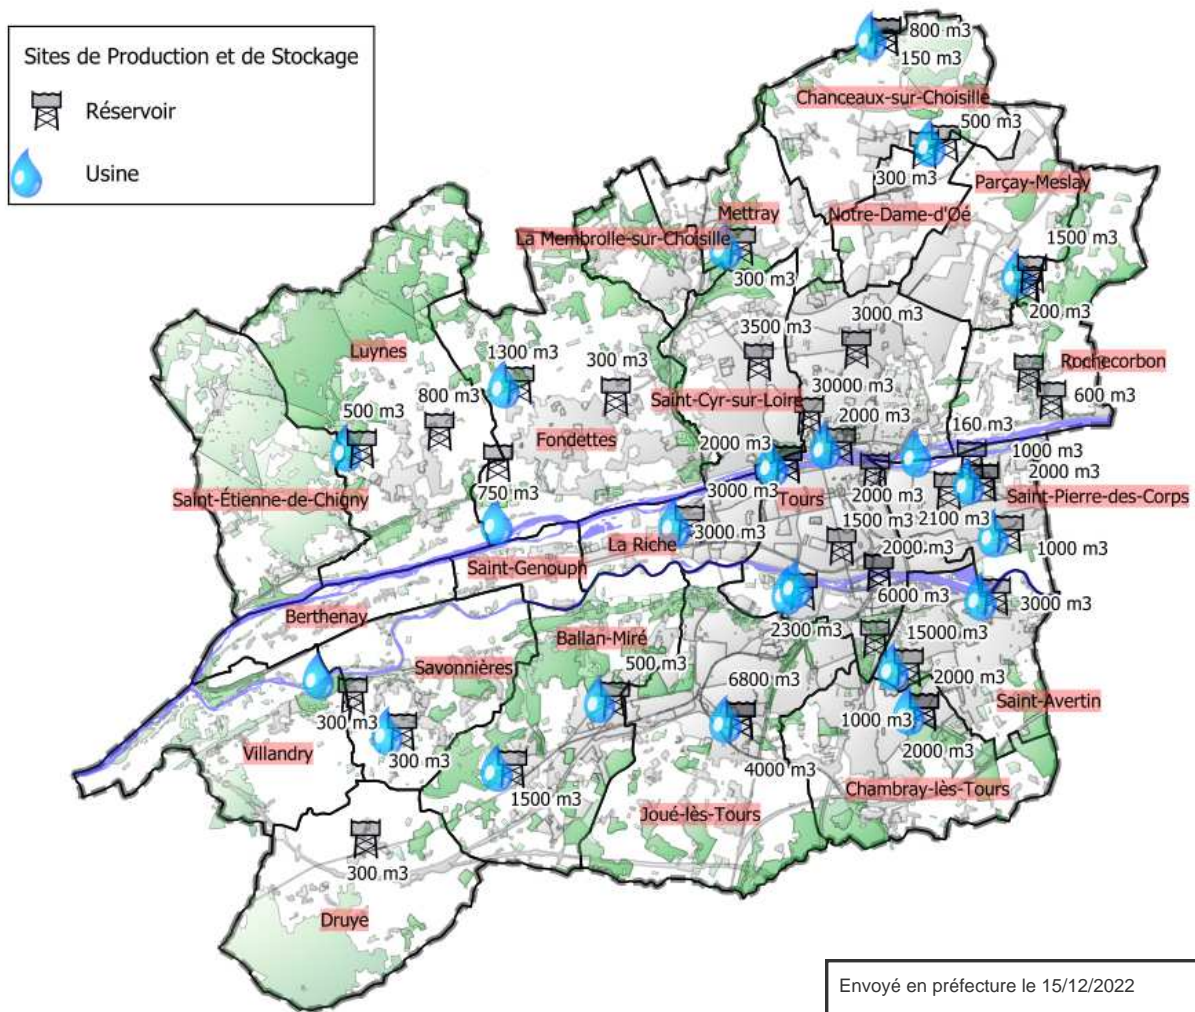 Sites de Production et de Stockage
Réservoir
Usine
800 m3
150 m3
Chanceaux-sur-Choisille
500 m3
300 m3
Parçay-Meslay
Mettray
Notre-Dame-d'Oé
La Membrolle-sur-Choisille
1500 m3
300 m3
200 m3
3000 m3
3500 m3
Luynes
1300 m3
300 m3
Rochecorbon
30000 m3
800 m3
600 m3
Saint-Cyr-sur-Loire
500 m3
2000 m3
160 m3
Fondettes
2000 m3
1000 m3
2000 m3
750 m3
3000 m3
Tours
2000 m3
Saint-Étienne-de-Chigny
Saint-Pierre-des-Corps
2100 m3
1500 m3
3000 m3
La Riche
2000 m3
1000 m3
Saint-Genouph
6000 m3
3000 m3
Berthenay
2300 m3
15000 m3
Ballan-Miré
Savonnières
500 m3
6800 m3
2000 m3
Saint-Avertin
300 m3
1000 m3
Villandry
300 m3
2000 m3
4000 m3
Chambray-lès-Tours
1500 m3
Joué-lès-Tours
300 m3
Druye
Envoyé en préfecture le 15/12/2022